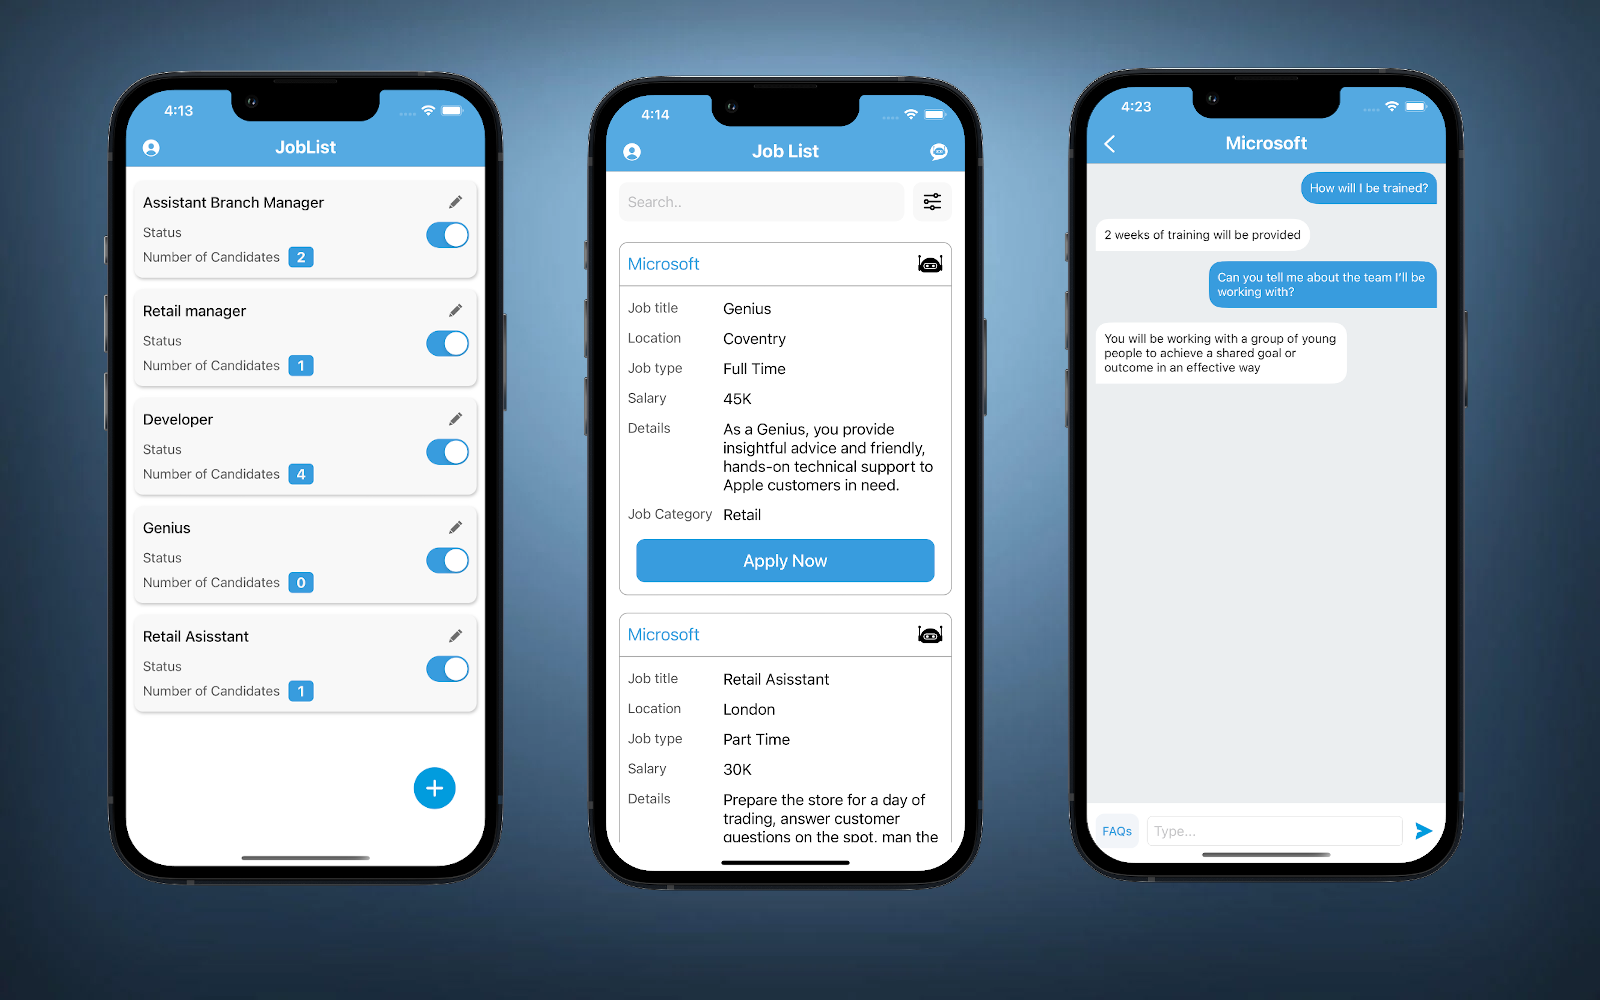 4:13
JobList
Assistant Branch Manager
Status
Number of Candidates 2
Retail manager
Status
Number of Candidates 1
Developer
Status
Number of Candidates 4
Genius
Status
Number of Candidates 0
Retail Asisstant
Status
Number of Candidates 1
4:14
Job List
Search..
Microsoft
Job title Genius
Location Coventry
Job type Full Time
Salary 45K
Details As a Genius, you provide
insightful advice and friendly,
hands-on technical support to
Apple customers in need.
Job Category Retail
Apply Now
Microsoft
Job title Retail Asisstant
Location London
Job type Part Time
Salary 30K
Details Prepare the store for a day of
trading, answer customer
questions on the spot, man the
4:23
Microsoft
How will I be trained?
2 weeks of training will be provided
Can you tell me about the team I'll be
working with?
You will be working with a group of young
people to achieve a shared goal or
outcome in an effective way
FAQs Type...